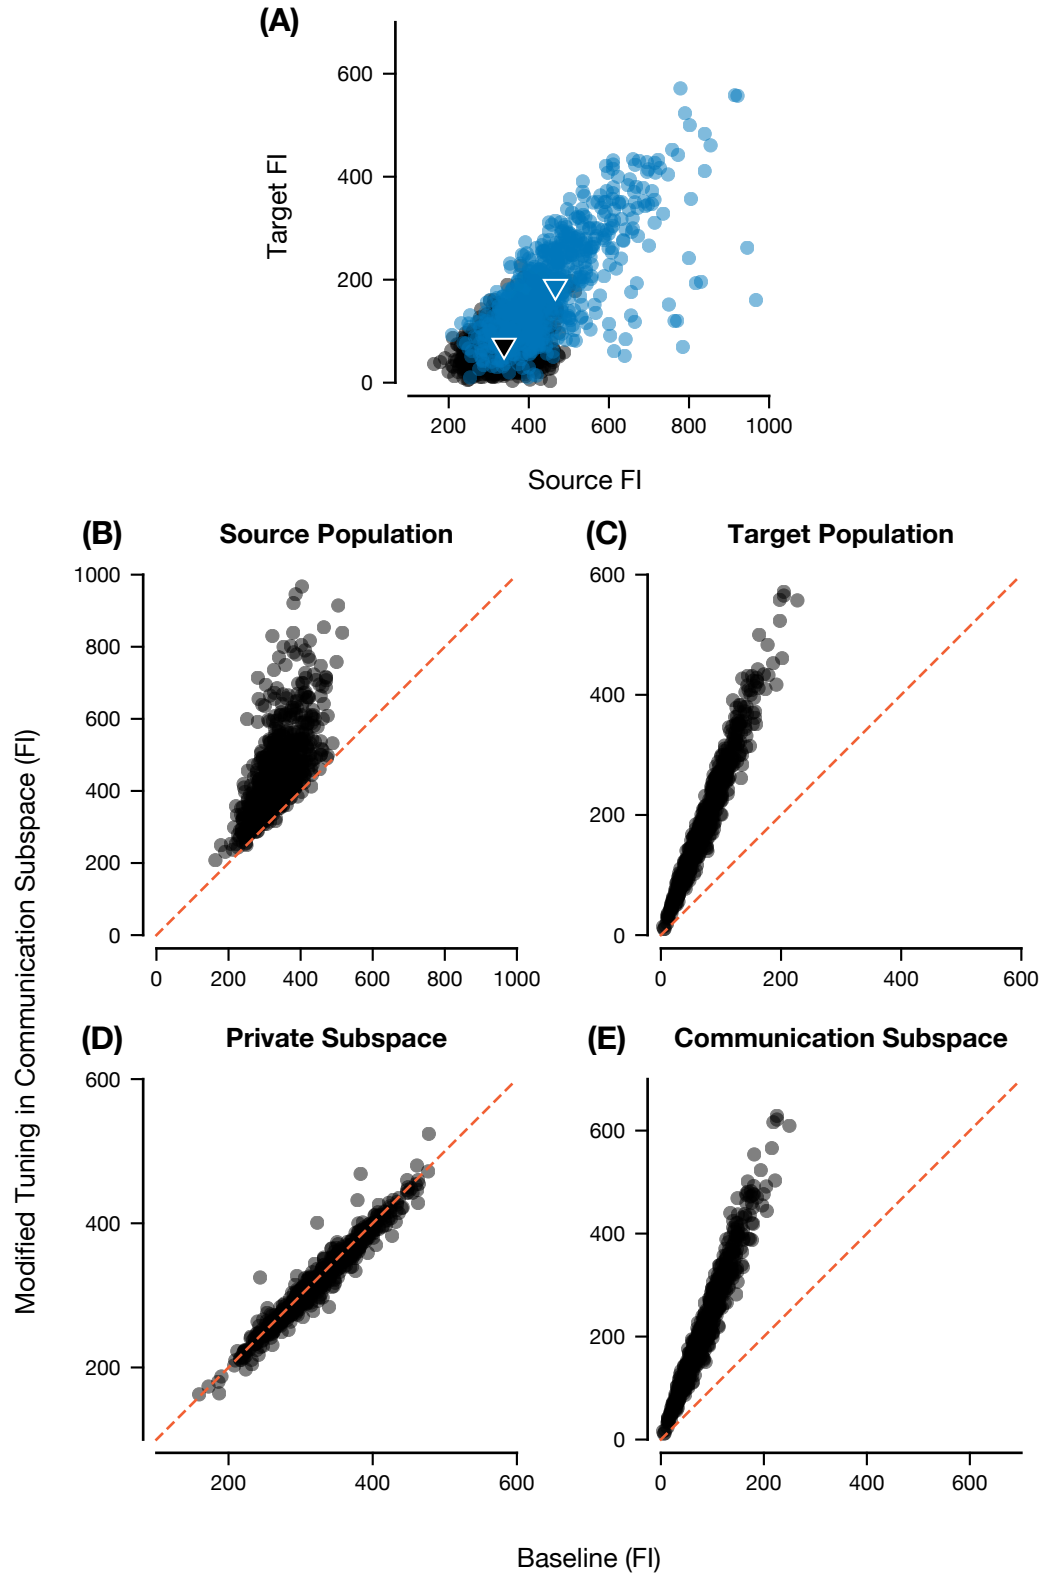 (A)
600
400
200
0
Target FI
200 400 600 800 1000
Source FI
(B) Source Population
1000
800
600
400
200
0
0 200 400 600 800 1000
(C) Target Population
600
400
200
0
0 200 400 600
Modified Tuning in Communication Subspace (FI)
(D) Private Subspace
600
400
200
200 400 600
(E) Communication Subspace
600
400
200
0
0 200 400 600
Baseline (FI)